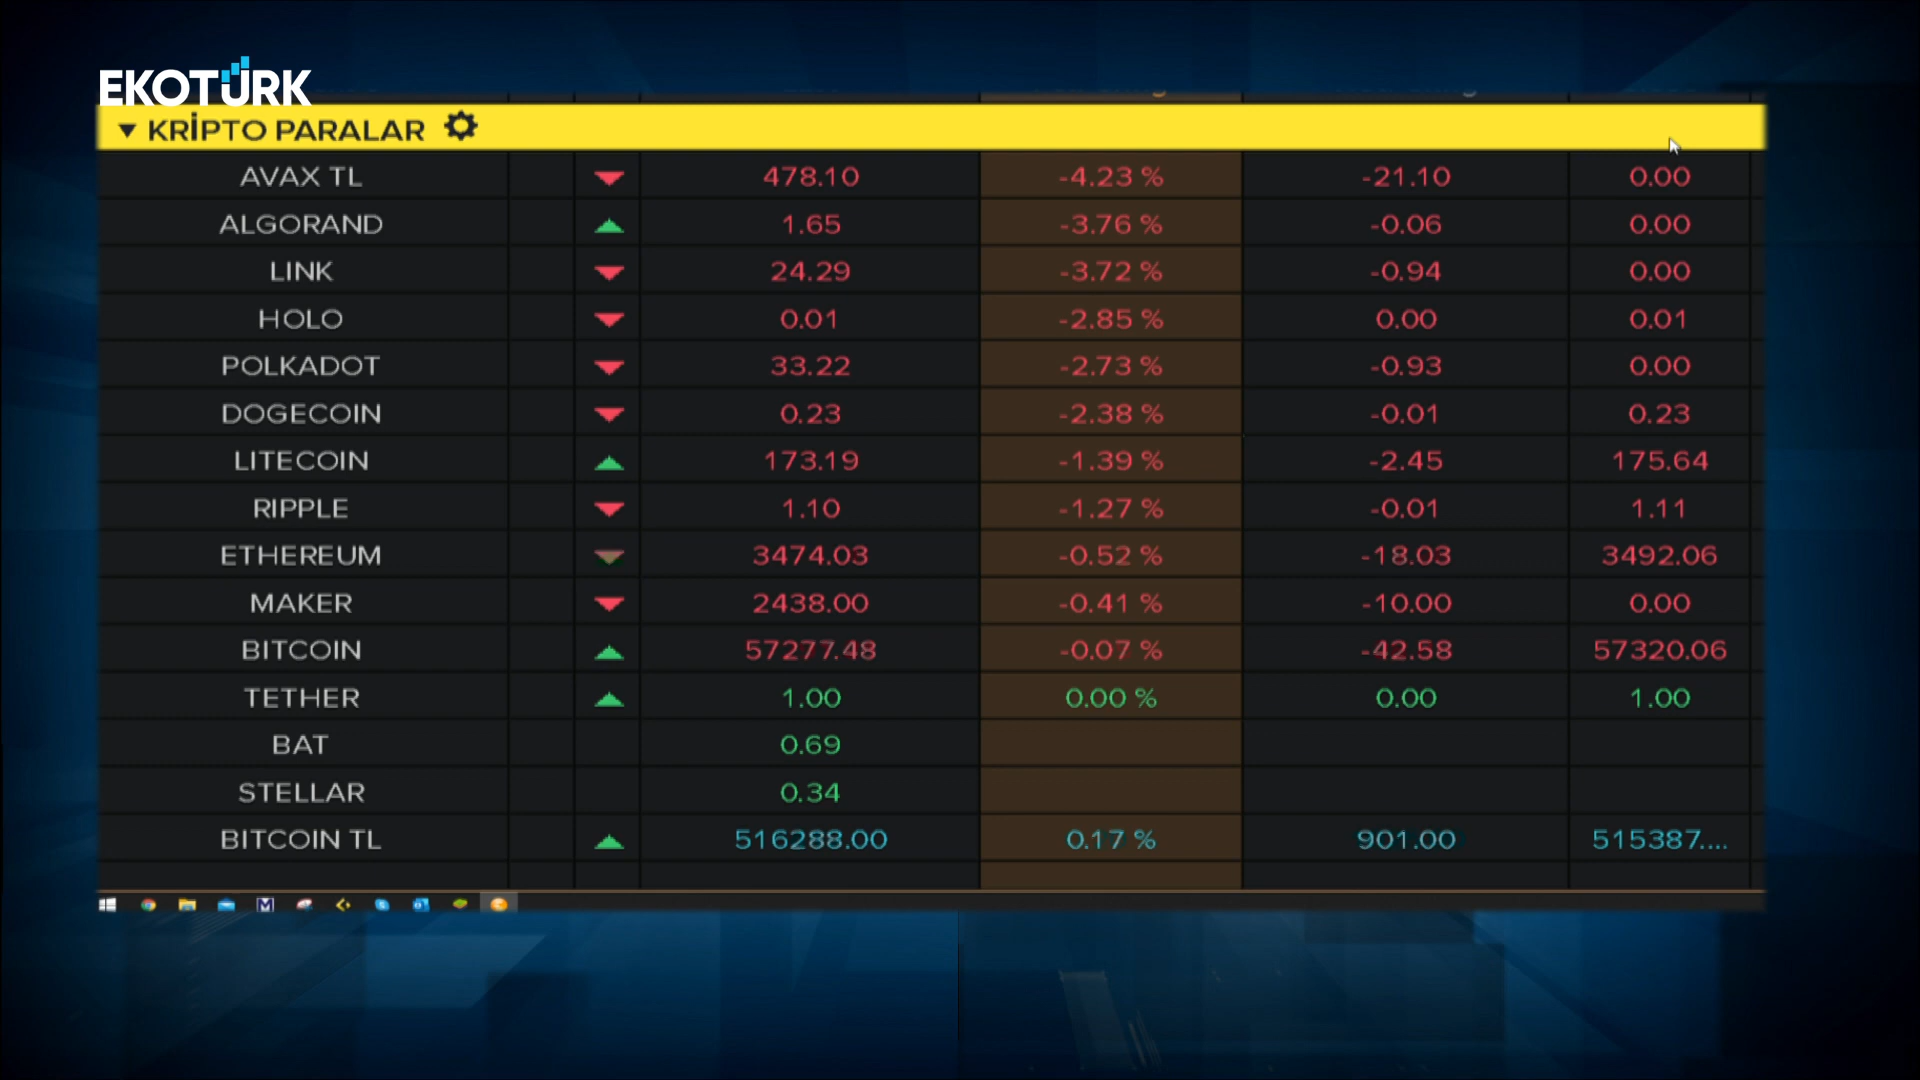 EKOTÜRK
KRİPTO PARALAR
AVAX TL 478.10 -4.23 % -21.10 0.00
ALGORAND 1.65 -3.76 % -0.06 0.00
LINK 24.29 -3.72 % -0.94 0.00
HOLO 0.01 -2.85 % 0.00 0.01
POLKADOT 33.22 -2.73 % -0.93 0.00
DOGECOIN 0.23 -2.38 % -0.01 0.23
LITECOIN 173.19 -1.39 % -2.45 175.64
RIPPLE 1.10 -1.27 % -0.01 1.11
ETHEREUM 3474.03 -0.52 % -18.03 3492.06
MAKER 2438.00 -0.41 % -10.00 0.00
BITCOIN 57277.48 -0.07 % -42.58 57320.06
TETHER 1.00 0.00 % 0.00 1.00
BAT 0.69
STELLAR 0.34
BITCOIN TL 516288.00 0.17 % 901.00 515387....